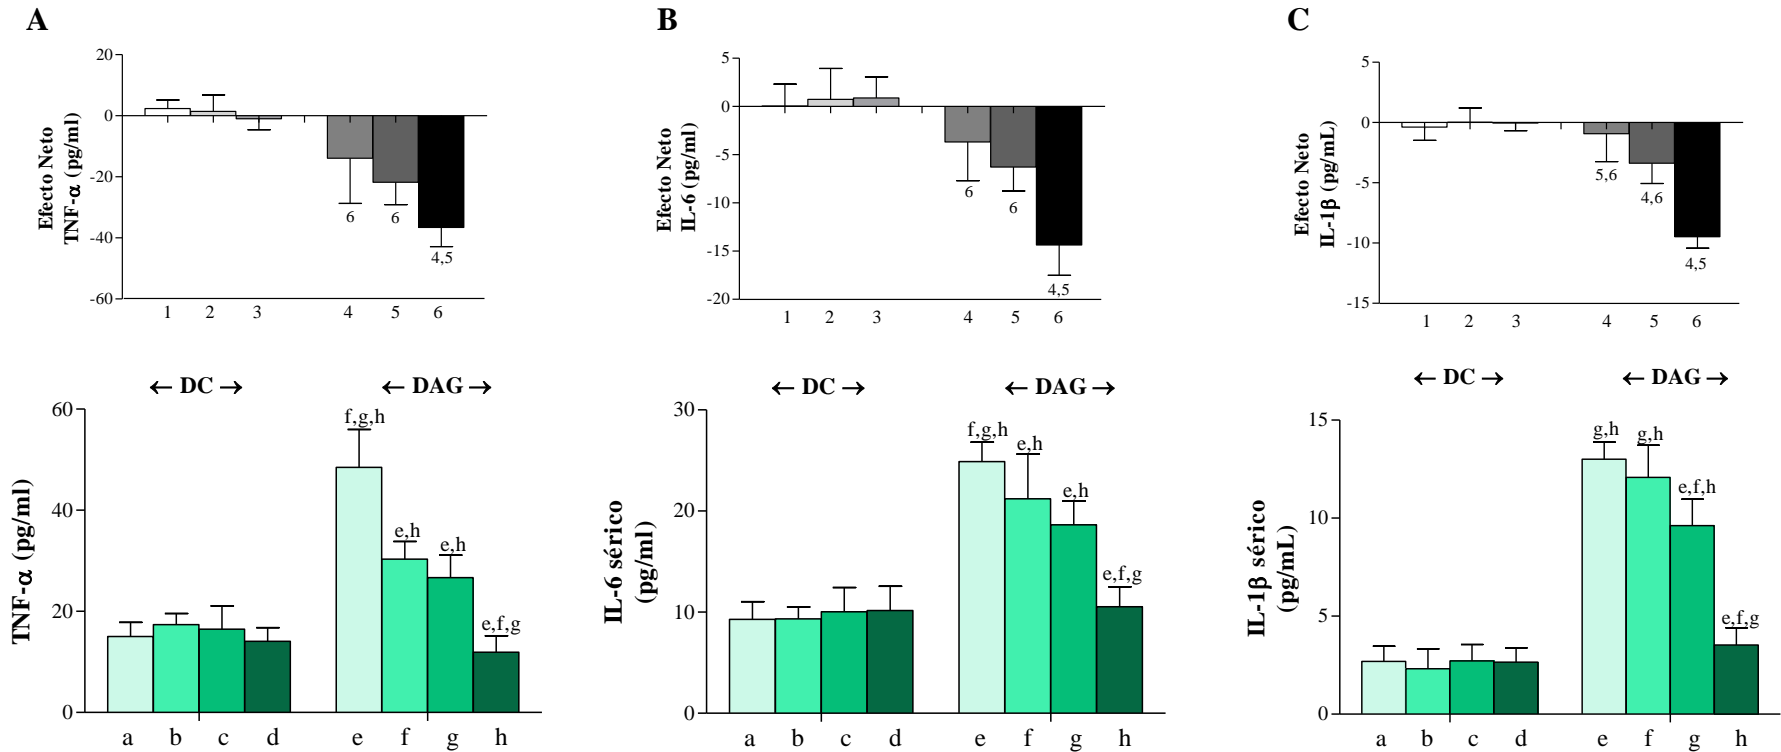 A
20
0
-20
-40
-60
Efecto Neto
TNF-α (pg/ml)
6
6
4,5
1 2 3 4 5 6
← DC → ← DAG →
60
40
20
0
TNF-α (pg/ml)
f,g,h
e,h
e,h
e,f,g
a b c d e f g h
B
5
0
-5
-10
-15
-20
Efecto Neto
IL-6 (pg/ml)
6
6
4,5
1 2 3 4 5 6
← DC → ← DAG →
30
20
10
0
IL-6 sérico
(pg/ml)
f,g,h
e,h
e,h
e,f,g
a b c d e f g h
C
5
0
-5
-10
-15
Efecto Neto
IL-1β (pg/mL)
5,6
4,6
4,5
1 2 3 4 5 6
← DC → ← DAG →
15
10
5
0
IL-1β sérico
(pg/mL)
g,h
g,h
e,f,h
e,f,g
a b c d e f g h